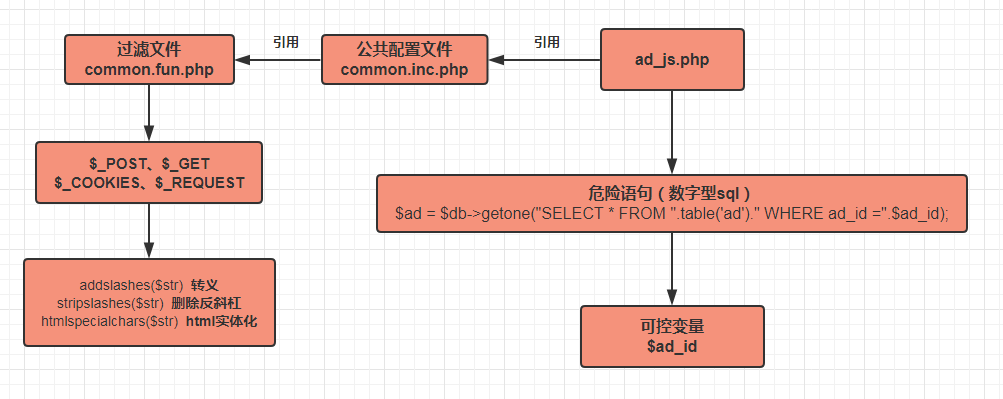 过滤文件
common.fun.php
引用
公共配置文件
common.inc.php
引用
ad_js.php
$_POST、$_GET
$_COOKIES、$_REQUEST
addslashes($str) 转义
stripslashes($str) 删除反斜杠
htmlspecialchars($str) html实体化
危险语句（数字型sql）
$ad = $db->getone("SELECT * FROM ".table('ad')." WHERE ad_id =".$ad_id);
可控变量
$ad_id